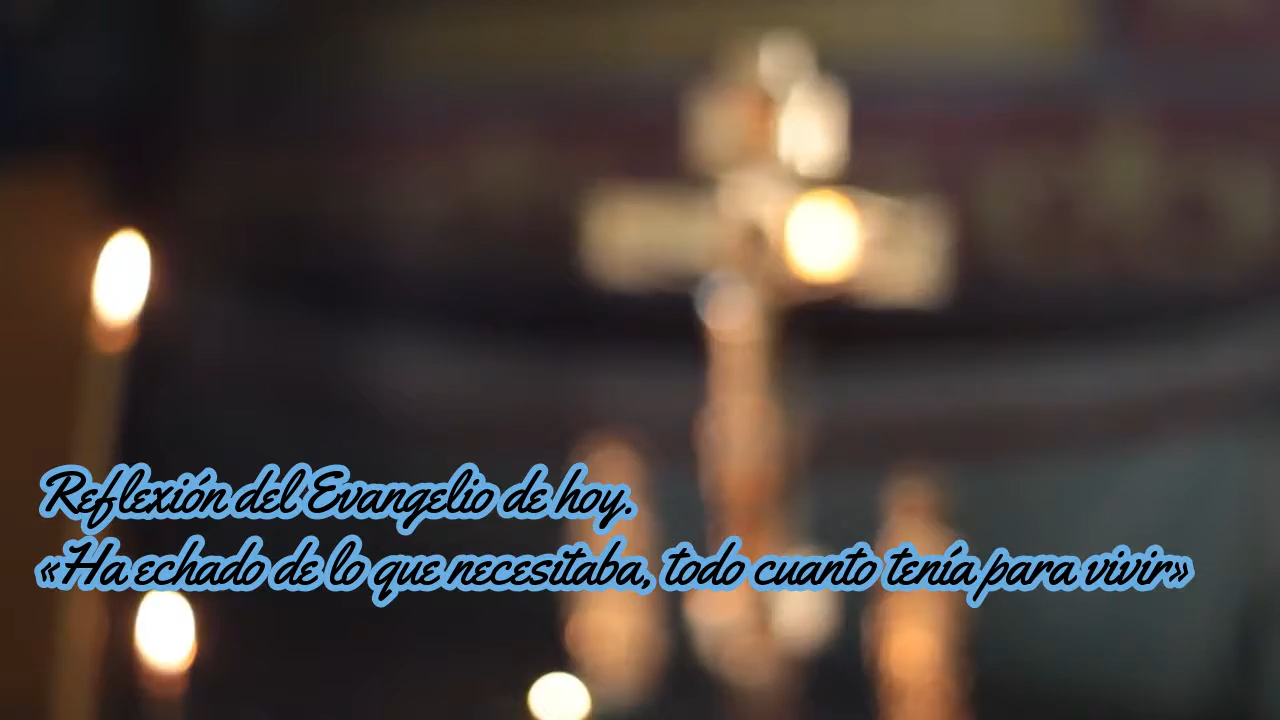 Reflexión del Evangelio de hoy.
«Ha echado de lo que necesitaba, todo cuanto tenía para vivir»